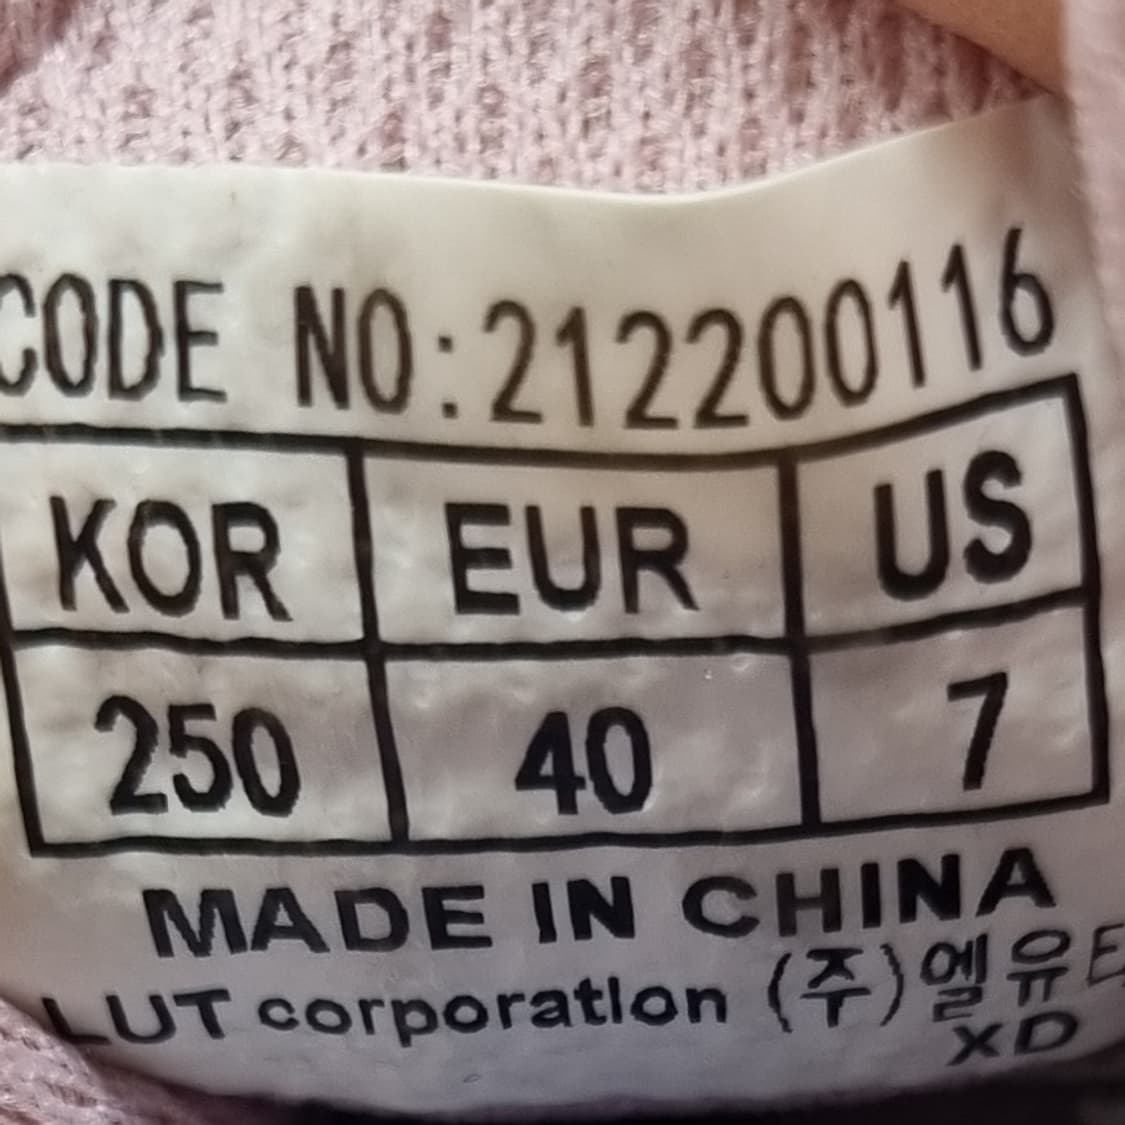 CODE NO:212200116
KOR EUR US
250 40 7
MADE IN CHINA
LUT corporation (주)엘유
XD